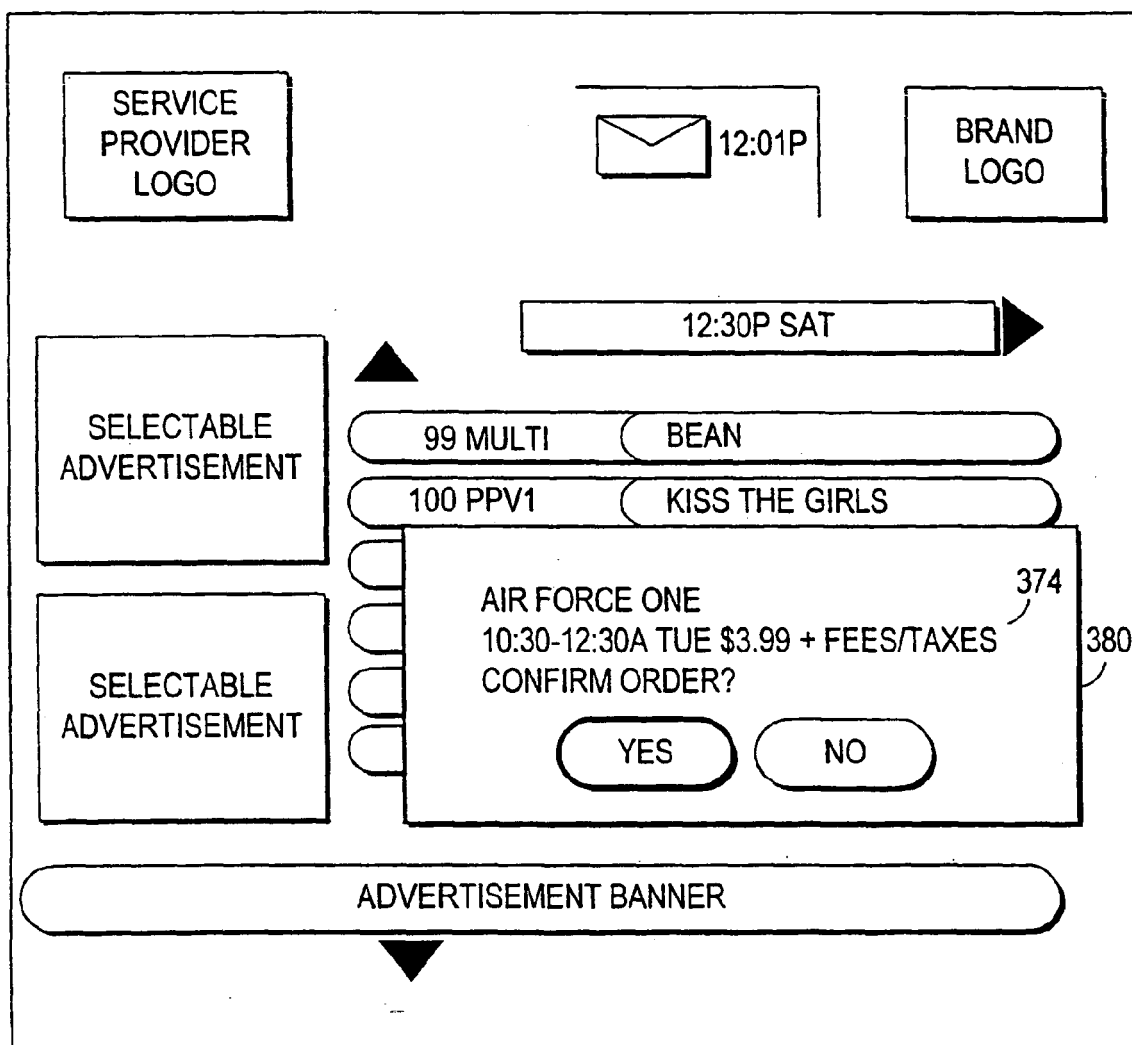 SERVICE
PROVIDER
LOGO
12:01P
BRAND
LOGO
12:30P SAT
SELECTABLE
ADVERTISEMENT
99 MULTI BEAN
100 PPV1 KISS THE GIRLS
AIR FORCE ONE
374
10:30-12:30A TUE $3.99 + FEES/TAXES
380
CONFIRM ORDER?
YES NO
SELECTABLE
ADVERTISEMENT
ADVERTISEMENT BANNER